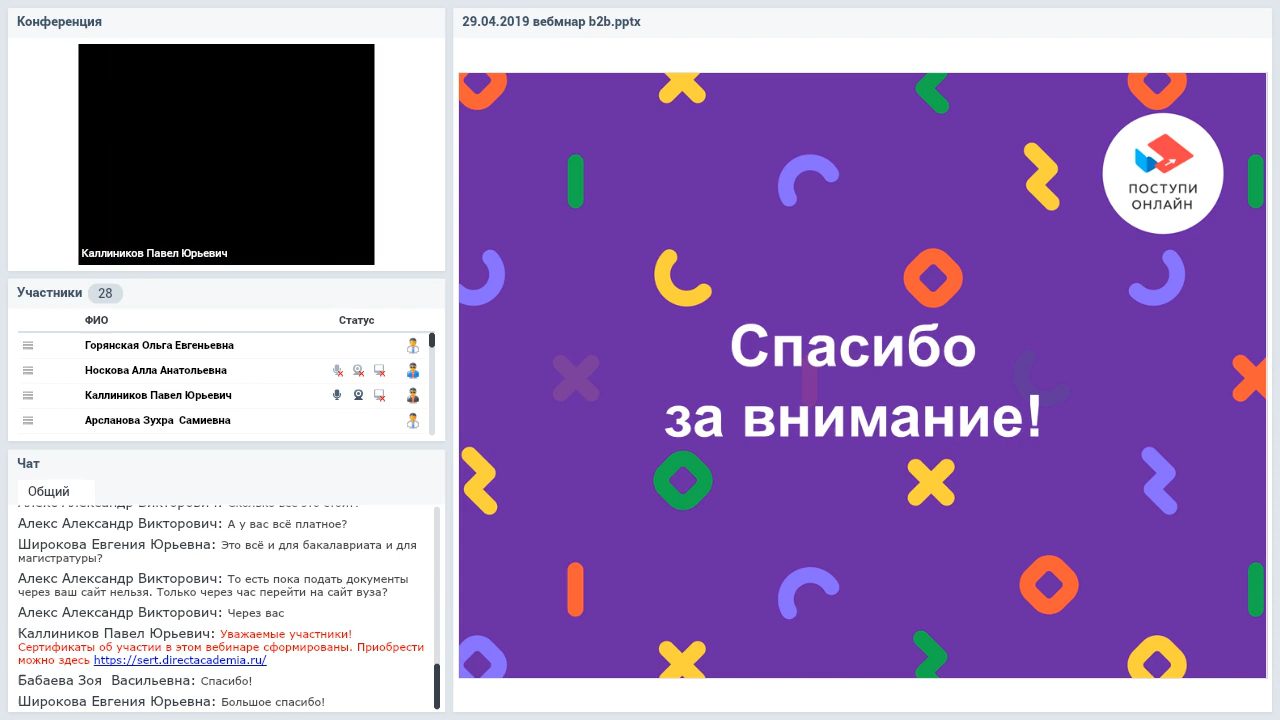 Конференция
Каллиников Павел Юрьевич
Участники 28
ФИО Статус
Горянская Ольга Евгеньевна
Носкова Алла Анатольевна
Каллиников Павел Юрьевич
Арсланова Зухра Самиевна
Чат
Общий
Алекс Александр Викторович: А у вас всё платное?
Широкова Евгения Юрьевна: Это всё и для бакалавриата и для
магистратуры?
Алекс Александр Викторович: То есть пока подать документы
через ваш сайт нельзя. Только через час перейти на сайт вуза?
Алекс Александр Викторович: Через вас
Каллиников Павел Юрьевич: Уважаемые участники!
Сертификаты об участии в этом вебинаре сформированы. Приобрести
можно здесь https://sert.directacademia.ru/
Бабаева Зоя Васильевна: Спасибо!
Широкова Евгения Юрьевна: Большое спасибо!
29.04.2019 вебмнар b2b.pptx
ПОСТУПИ
ОНЛАЙН
Спасибо
за внимание!